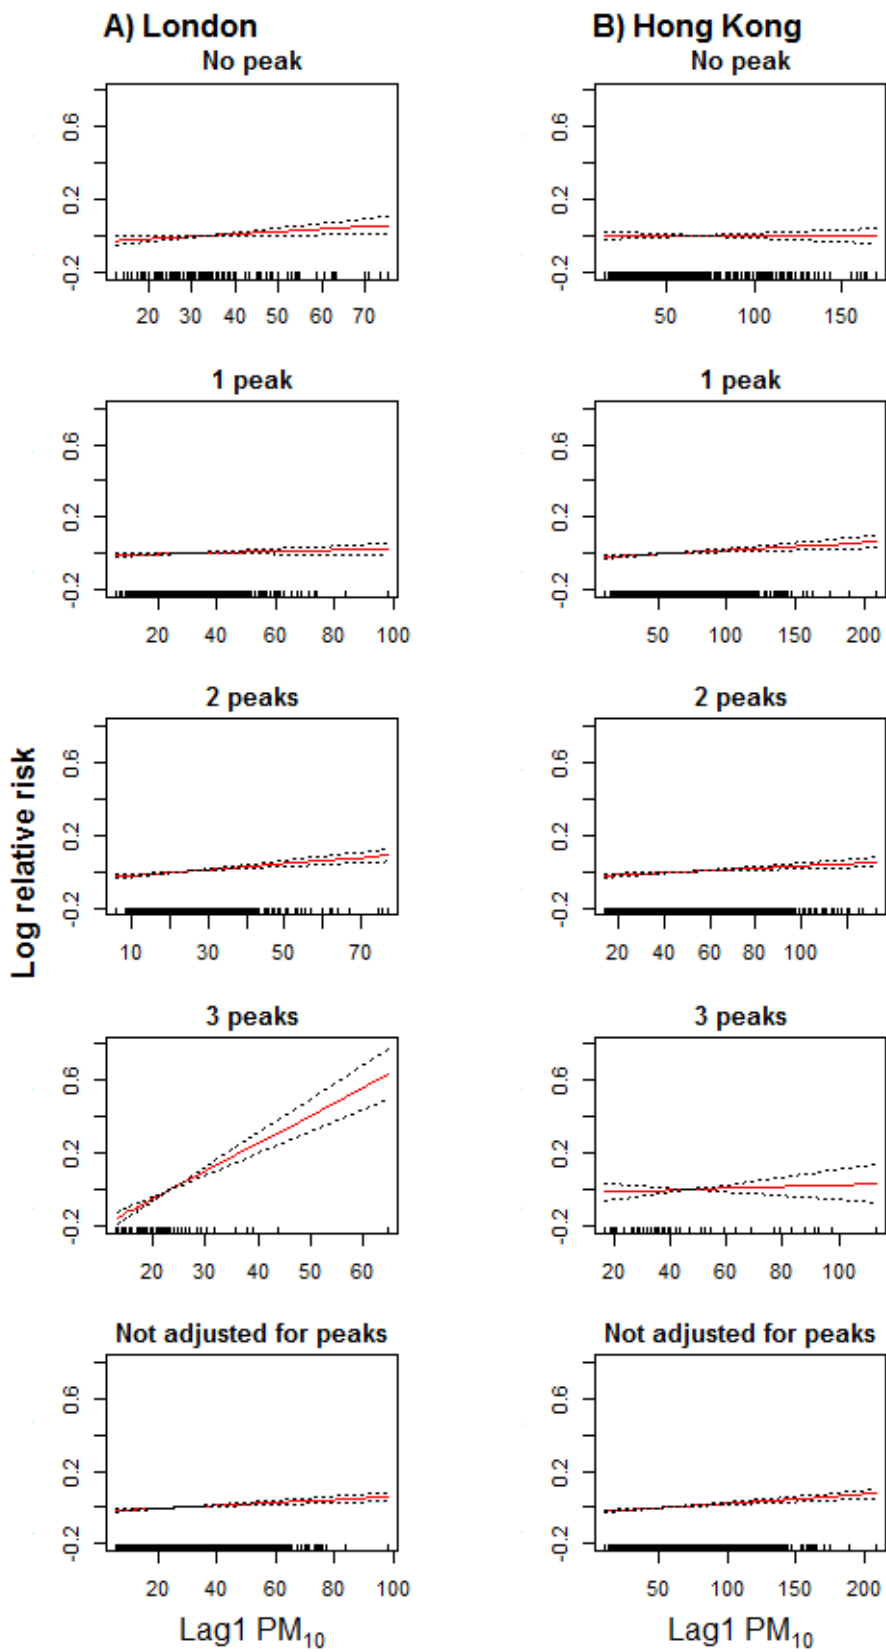 A) London
B) Hong Kong
No peak
No peak
0.6
0.2
-0.2
20 30 40 50 60 70
0.6
0.2
-0.2
50 100 150
1 peak
1 peak
0.6
0.2
-0.2
20 40 60 80 100
0.6
0.2
-0.2
50 100 150 200
2 peaks
2 peaks
0.6
0.2
-0.2
10 30 50 70
0.6
0.2
-0.2
20 40 60 80 100
Log relative risk
3 peaks
3 peaks
0.6
0.2
-0.2
20 30 40 50 60
0.6
0.2
-0.2
20 40 60 80 100
Not adjusted for peaks
Not adjusted for peaks
0.6
0.2
-0.2
20 40 60 80 100
0.6
0.2
-0.2
50 100 150 200
Lag1 PM₁₀
Lag1 PM₁₀